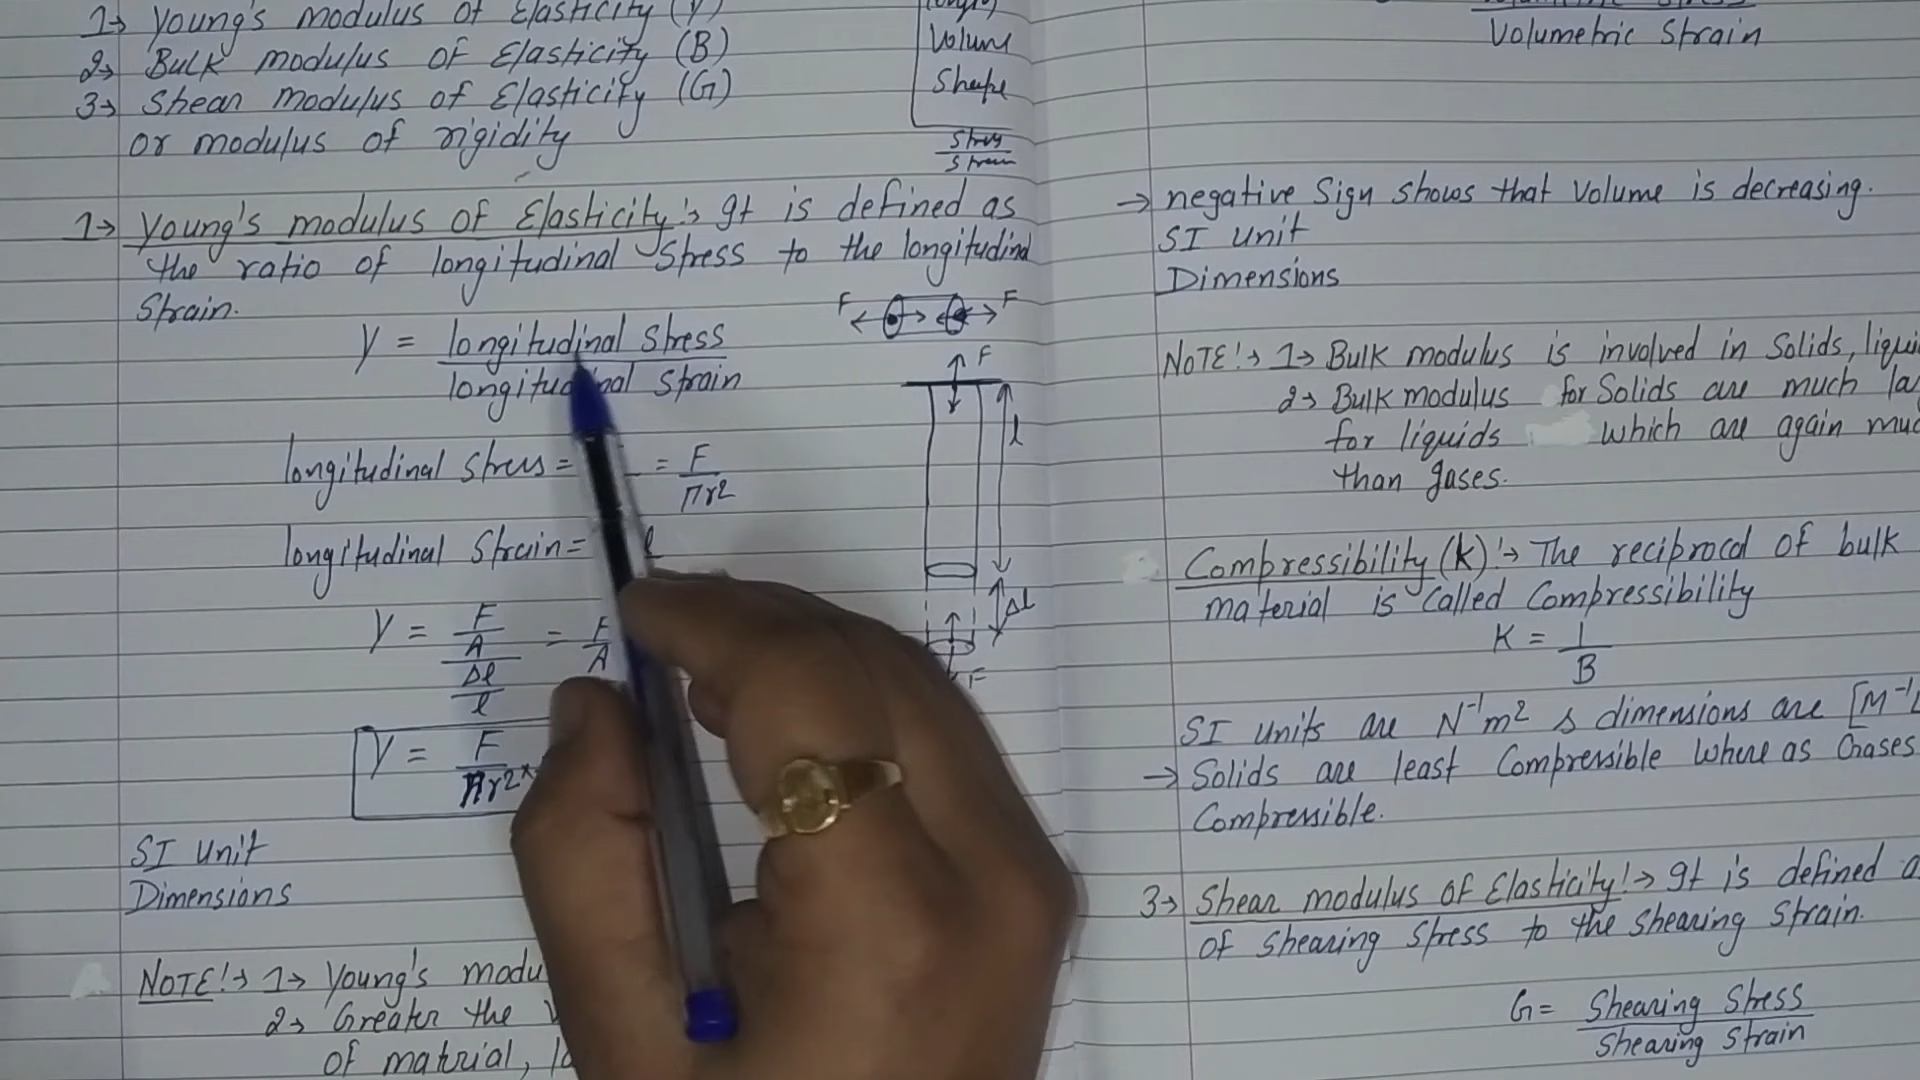 1→ Young's modulus of Elasticity (Y)
2→ Bulk modulus of Elasticity (B)
3→ Shear modulus of Elasticity (G)
or modulus of rigidity
Volume
Shape
Stress
Strain
1→ Young's modulus of Elasticity:→ It is defined as
the ratio of longitudinal stress to the longitudinal
Strain.
Y = longitudinal stress
longitudinal strain
F F
F
l
longitudinal stress = = F
πr2
longitudinal strain = l
Δl
Y = F/A / Δl/l = F
A
F
Y = F
πr2 ×
SI unit
Dimensions
NOTE!→ 1→ Young's modu
2→ Greater the
of material,
Volumetric Strain
→ negative Sign shows that volume is decreasing.
SI unit
Dimensions
NOTE!→ 1→ Bulk modulus is involved in solids, liqui
2→ Bulk modulus for solids are much la
for liquids which are again muc
than gases.
Compressibility (k)!→ The reciprocal of bulk
material is called compressibility
K = 1
B
SI units are N-1m2 & dimensions are [M-1L
→ Solids are least compressible where as Gases
compressible.
3→ Shear modulus of Elasticity!→ It is defined a
of shearing stress to the shearing strain.
G = Shearing Stress
Shearing Strain